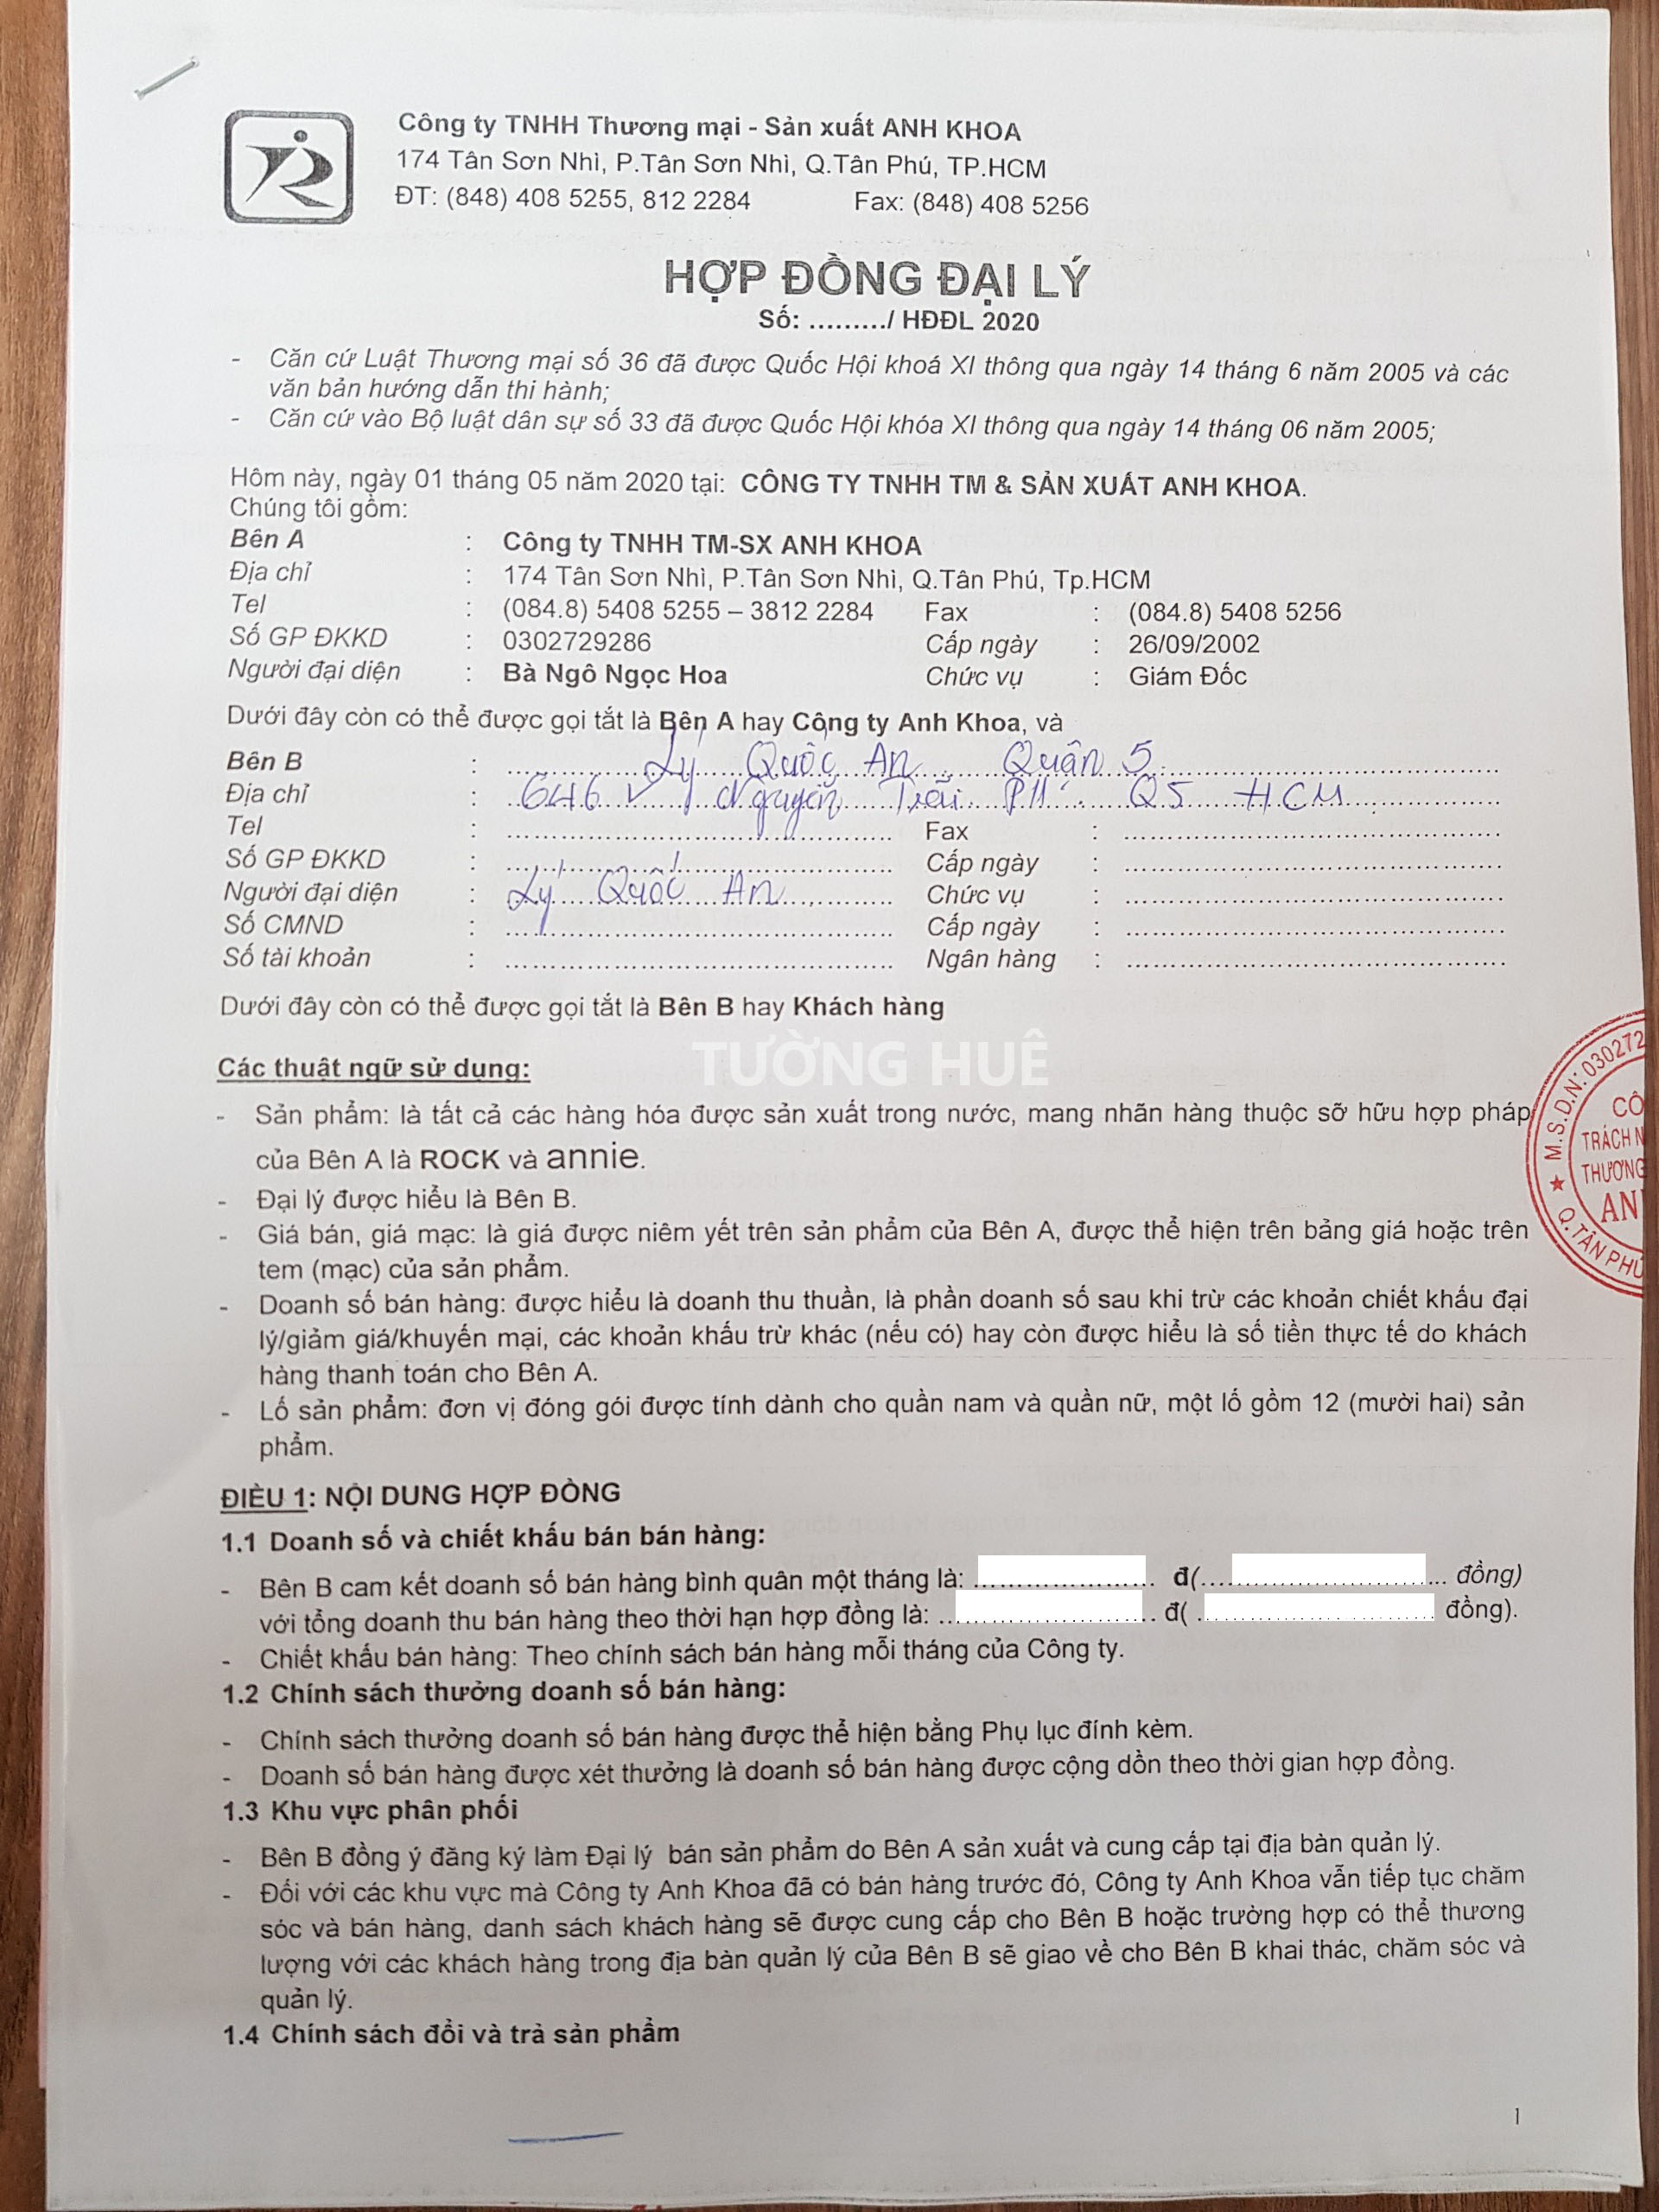 Công ty TNHH Thương mại - Sản xuất ANH KHOA
174 Tân Sơn Nhì, P.Tân Sơn Nhì, Q.Tân Phú, TP.HCM
ĐT: (848) 408 5255, 812 2284 Fax: (848) 408 5256
HỢP ĐỒNG ĐẠI LÝ
Số: ........./ HĐĐL 2020
- Căn cứ Luật Thương mại số 36 đã được Quốc Hội khoá XI thông qua ngày 14 tháng 6 năm 2005 và các
văn bản hướng dẫn thi hành;
- Căn cứ vào Bộ luật dân sự số 33 đã được Quốc Hội khóa XI thông qua ngày 14 tháng 06 năm 2005;
Hôm này, ngày 01 tháng 05 năm 2020 tại: CÔNG TY TNHH TM & SẢN XUẤT ANH KHOA.
Chúng tôi gồm:
Bên A : Công ty TNHH TM-SX ANH KHOA
Địa chỉ : 174 Tân Sơn Nhì, P.Tân Sơn Nhì, Q.Tân Phú, Tp.HCM
Tel : (084.8) 5408 5255 – 3812 2284 Fax : (084.8) 5408 5256
Số GP ĐKKD : 0302729286 Cấp ngày : 26/09/2002
Người đại diện : Bà Ngô Ngọc Hoa Chức vụ : Giám Đốc
Dưới đây còn có thể được gọi tắt là Bên A hay Công ty Anh Khoa, và
Bên B : Lý Quốc An Quận 5
Địa chỉ : 646 Nguyễn Trãi P11 Q5 HCM
Tel : Fax :
Số GP ĐKKD : Cấp ngày :
Người đại diện : Lý Quốc An Chức vụ :
Số CMND : Cấp ngày :
Số tài khoản : Ngân hàng :
Dưới đây còn có thể được gọi tắt là Bên B hay Khách hàng
TƯỜNG HUÊ
Các thuật ngữ sử dụng:
- Sản phẩm: là tất cả các hàng hóa được sản xuất trong nước, mang nhãn hàng thuộc sỡ hữu hợp pháp
của Bên A là ROCK và annie.
- Đại lý được hiểu là Bên B.
- Giá bán, giá mạc: là giá được niêm yết trên sản phẩm của Bên A, được thể hiện trên bảng giá hoặc trên
tem (mạc) của sản phẩm.
- Doanh số bán hàng: được hiểu là doanh thu thuần, là phần doanh số sau khi trừ các khoản chiết khấu đại
lý/giảm giá/khuyến mại, các khoản khấu trừ khác (nếu có) hay còn được hiểu là số tiền thực tế do khách
hàng thanh toán cho Bên A.
- Lố sản phẩm: đơn vị đóng gói được tính dành cho quần nam và quần nữ, một lố gồm 12 (mười hai) sản
phẩm.
M.S.D.N: 030272
CÔ
TRÁCH N
THƯƠNG
AN
Q.TÂN PHÚ
ĐIỀU 1: NỘI DUNG HỢP ĐỒNG
1.1 Doanh số và chiết khấu bán bán hàng:
- Bên B cam kết doanh số bán hàng bình quân một tháng là: .................... đ(.................... đồng)
với tổng doanh thu bán hàng theo thời hạn hợp đồng là: .................... đ( .................... đồng).
- Chiết khấu bán hàng: Theo chính sách bán hàng mỗi tháng của Công ty.
1.2 Chính sách thưởng doanh số bán hàng:
- Chính sách thưởng doanh số bán hàng được thể hiện bằng Phụ lục đính kèm.
- Doanh số bán hàng được xét thưởng là doanh số bán hàng được cộng dồn theo thời gian hợp đồng.
1.3 Khu vực phân phối
- Bên B đồng ý đăng ký làm Đại lý bán sản phẩm do Bên A sản xuất và cung cấp tại địa bàn quản lý.
- Đối với các khu vực mà Công ty Anh Khoa đã có bán hàng trước đó, Công ty Anh Khoa vẫn tiếp tục chăm
sóc và bán hàng, danh sách khách hàng sẽ được cung cấp cho Bên B hoặc trường hợp có thể thương
lượng với các khách hàng trong địa bàn quản lý của Bên B sẽ giao về cho Bên B khai thác, chăm sóc và
quản lý.
1.4 Chính sách đổi và trả sản phẩm
1